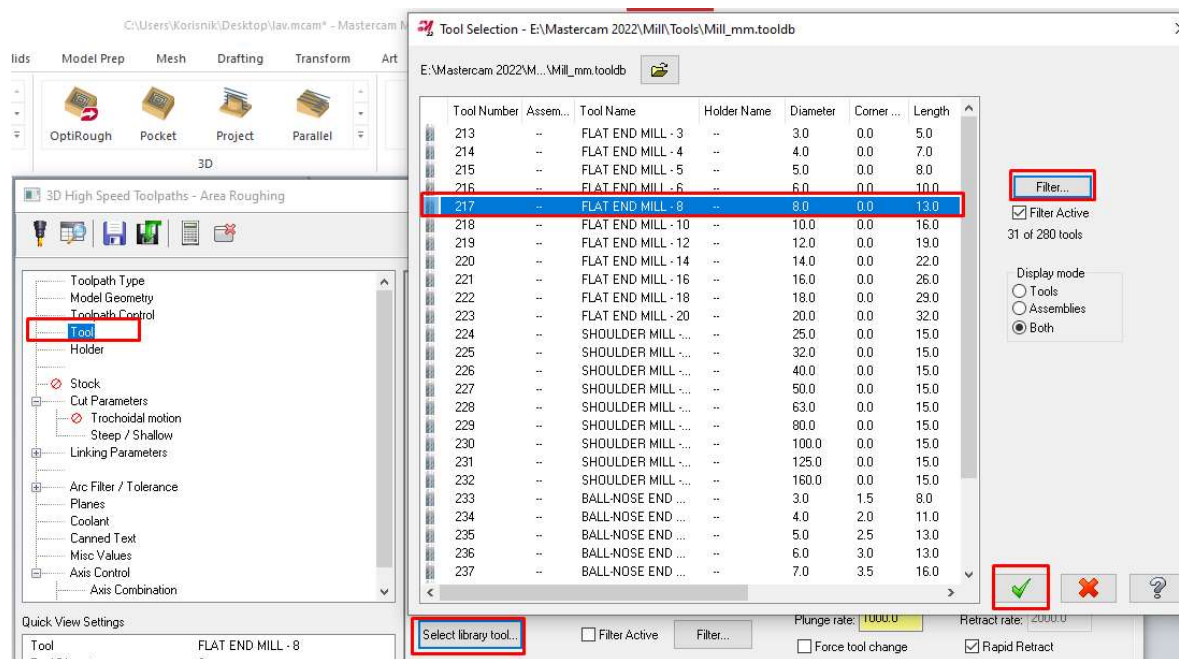 C:\Users\Korisnik\Desktop\lav.mcam* - Mastercam M
lids Model Prep Mesh Drafting Transform Art
OptiRough Pocket Project Parallel
3D
3D High Speed Toolpaths - Area Roughing
Toolpath Type
Model Geometry
Toolpath Control
Tool
Holder
Stock
Cut Parameters
Trochoidal motion
Steep / Shallow
Linking Parameters
Arc Filter / Tolerance
Planes
Coolant
Canned Text
Misc Values
Axis Control
Axis Combination
Quick View Settings
Tool FLAT END MILL - 8
Tool Selection - E:\Mastercam 2022\Mill\Tools\Mill_mm.tooldb
E:\Mastercam 2022\M...\Mill_mm.tooldb
Tool Number Assem... Tool Name Holder Name Diameter Corner ... Length
213 -- FLAT END MILL - 3 -- 3.0 0.0 5.0
214 -- FLAT END MILL - 4 -- 4.0 0.0 7.0
215 -- FLAT END MILL - 5 -- 5.0 0.0 8.0
216 -- FLAT END MILL - 6 -- 6.0 0.0 10.0
217 -- FLAT END MILL - 8 -- 8.0 0.0 13.0
218 -- FLAT END MILL - 10 -- 10.0 0.0 16.0
219 -- FLAT END MILL - 12 -- 12.0 0.0 19.0
220 -- FLAT END MILL - 14 -- 14.0 0.0 22.0
221 -- FLAT END MILL - 16 -- 16.0 0.0 26.0
222 -- FLAT END MILL - 18 -- 18.0 0.0 29.0
223 -- FLAT END MILL - 20 -- 20.0 0.0 32.0
224 -- SHOULDER MILL -... -- 25.0 0.0 15.0
225 -- SHOULDER MILL -... -- 32.0 0.0 15.0
226 -- SHOULDER MILL -... -- 40.0 0.0 15.0
227 -- SHOULDER MILL -... -- 50.0 0.0 15.0
228 -- SHOULDER MILL -... -- 63.0 0.0 15.0
229 -- SHOULDER MILL -... -- 80.0 0.0 15.0
230 -- SHOULDER MILL -... -- 100.0 0.0 15.0
231 -- SHOULDER MILL -... -- 125.0 0.0 15.0
232 -- SHOULDER MILL -... -- 160.0 0.0 15.0
233 -- BALL-NOSE END ... -- 3.0 1.5 8.0
234 -- BALL-NOSE END ... -- 4.0 2.0 11.0
235 -- BALL-NOSE END ... -- 5.0 2.5 13.0
236 -- BALL-NOSE END ... -- 6.0 3.0 13.0
237 -- BALL-NOSE END ... -- 7.0 3.5 16.0
Filter...
Filter Active
31 of 280 tools
Display mode
Tools
Assemblies
Both
Select library tool...
Filter Active
Filter...
Plunge rate: 1000.0 Retract rate: 2000.0
Force tool change Rapid Retract